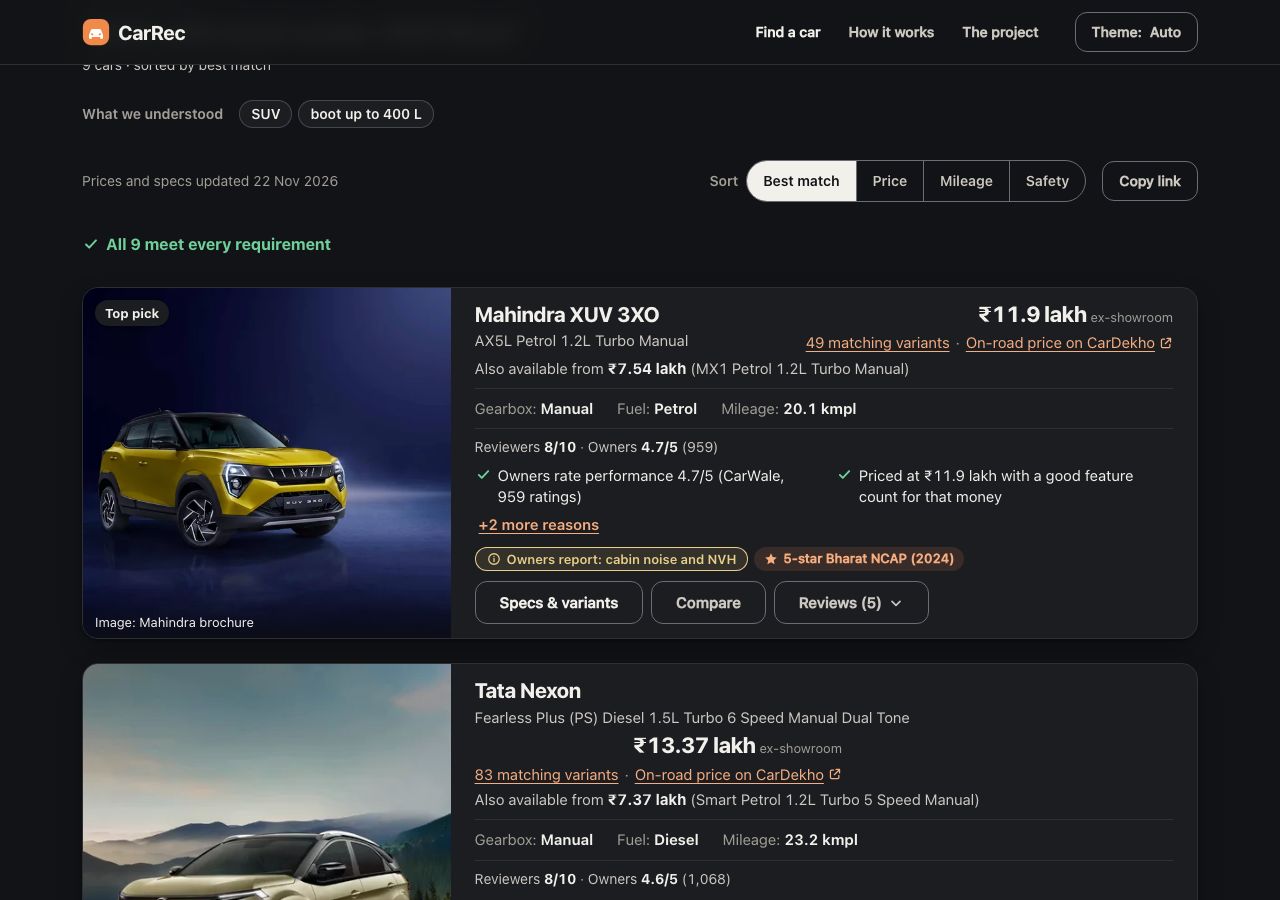 CarRec
Find a car
How it works
The project
Theme: Auto
9 cars · sorted by best match
What we understood
SUV
boot up to 400 L
Prices and specs updated 22 Nov 2026
Sort
Best match
Price
Mileage
Safety
Copy link
All 9 meet every requirement
Top pick
Image: Mahindra brochure
Mahindra XUV 3XO
₹11.9 lakh ex-showroom
AX5L Petrol 1.2L Turbo Manual
49 matching variants · On-road price on CarDekho
Also available from ₹7.54 lakh (MX1 Petrol 1.2L Turbo Manual)
Gearbox: Manual Fuel: Petrol Mileage: 20.1 kmpl
Reviewers 8/10 · Owners 4.7/5 (959)
Owners rate performance 4.7/5 (CarWale,
959 ratings)
Priced at ₹11.9 lakh with a good feature
count for that money
+2 more reasons
Owners report: cabin noise and NVH
5-star Bharat NCAP (2024)
Specs & variants
Compare
Reviews (5)
Tata Nexon
Fearless Plus (PS) Diesel 1.5L Turbo 6 Speed Manual Dual Tone
₹13.37 lakh ex-showroom
83 matching variants · On-road price on CarDekho
Also available from ₹7.37 lakh (Smart Petrol 1.2L Turbo 5 Speed Manual)
Gearbox: Manual Fuel: Diesel Mileage: 23.2 kmpl
Reviewers 8/10 · Owners 4.6/5 (1,068)